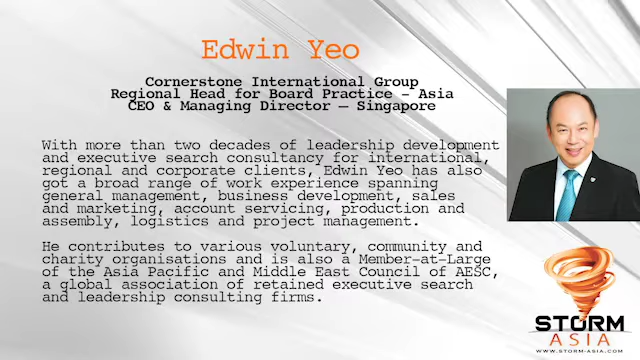 Edwin Yeo
Cornerstone International Group
Regional Head for Board Practice – Asia
CEO & Managing Director – Singapore
With more than two decades of leadership development
and executive search consultancy for international,
regional and corporate clients, Edwin Yeo has also
got a broad range of work experience spanning
general management, business development, sales
and marketing, account servicing, production and
assembly, logistics and project management.
He contributes to various voluntary, community and
charity organisations and is also a Member-at-Large
of the Asia Pacific and Middle East Council of AESC,
a global association of retained executive search
and leadership consulting firms.
STORM
ASIA
WWW.STORM-ASIA.COM